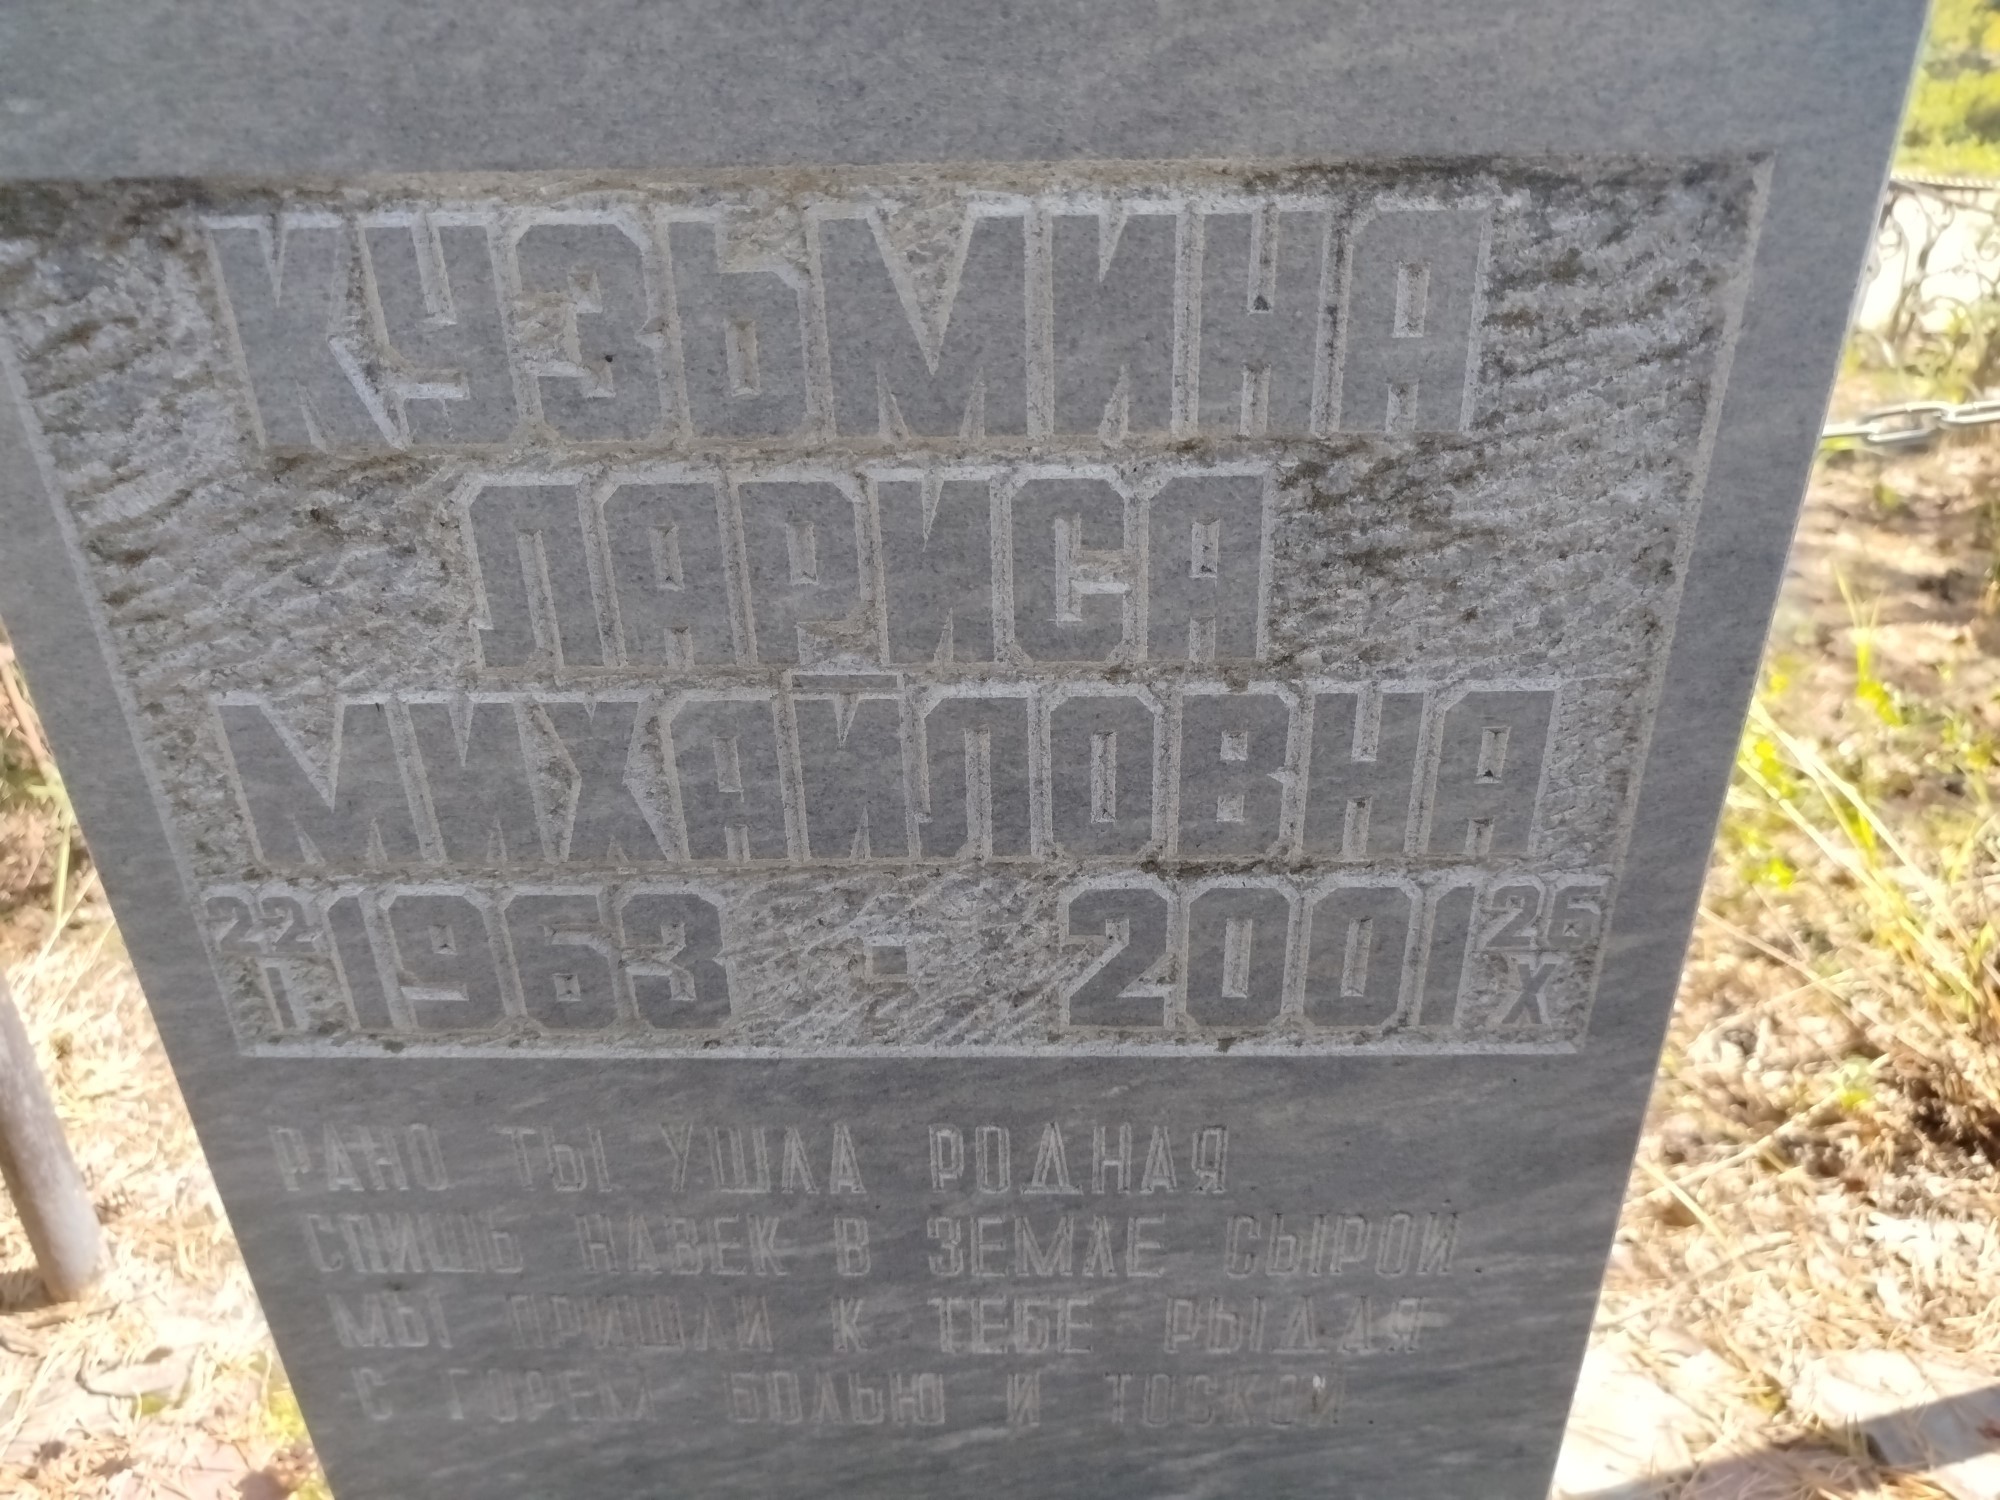 КУЗЬМИНА
ЛАРИСА
МИХАЙЛОВНА
22 I 1963 - 2001 26 X
РАНО ТЫ УШЛА РОДНАЯ
СПИШЬ НАВЕК В ЗЕМЛЕ СЫРОЙ
МЫ ПРИШЛИ К ТЕБЕ РЫДАЯ
С ГОРЕМ БОЛЬЮ И ТОСКОЙ